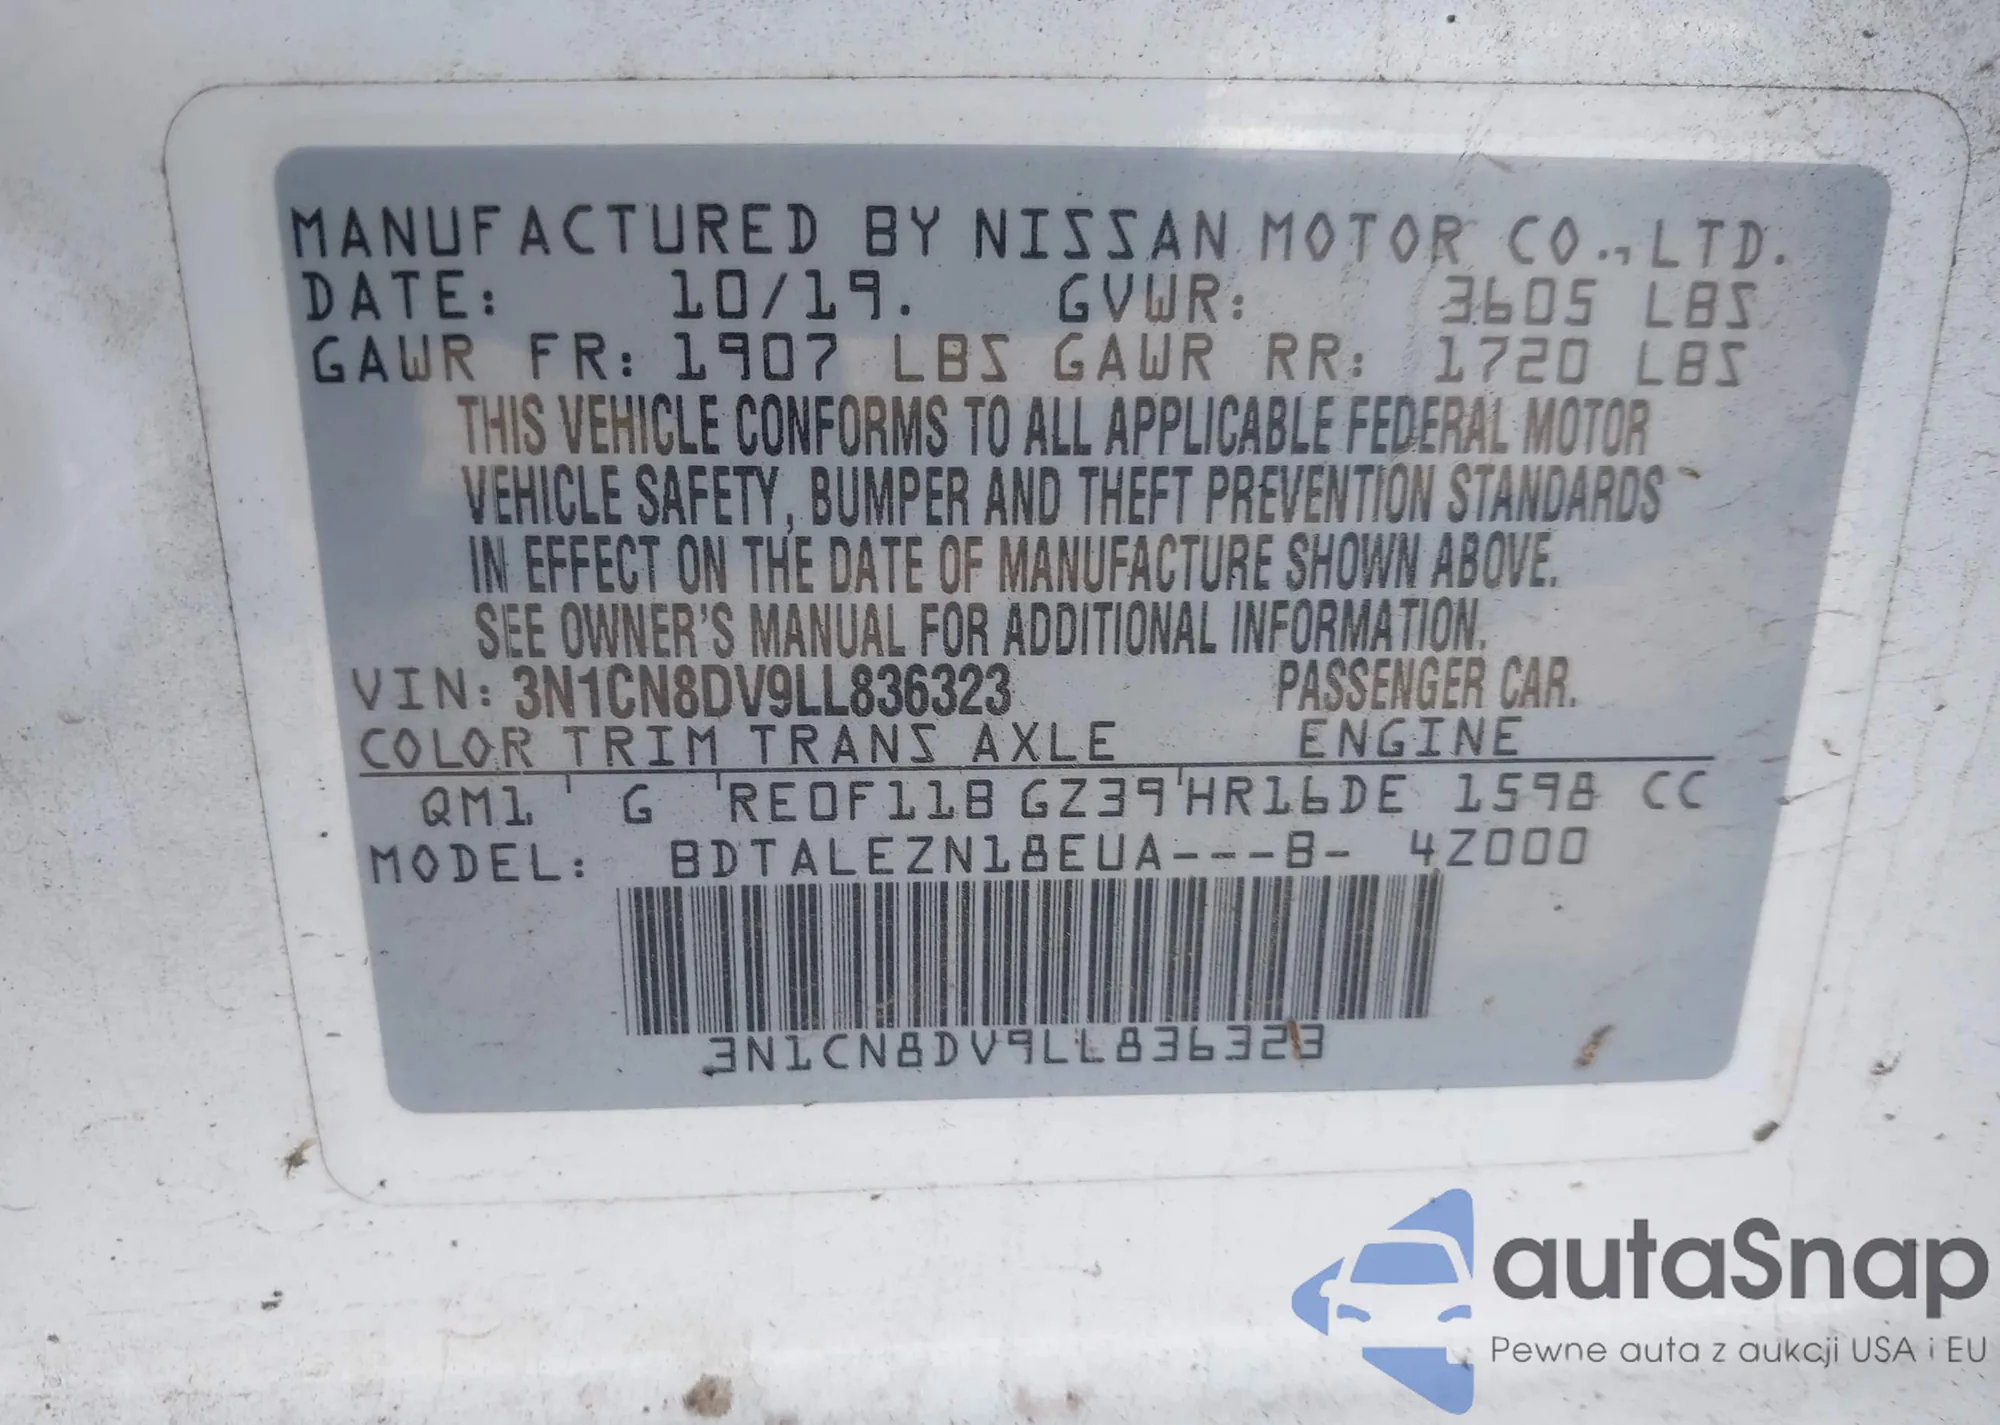 MANUFACTURED BY NISSAN MOTOR CO., LTD.
DATE: 10/19. GVWR: 3605 LBS
GAWR FR: 1907 LBS GAWR RR: 1720 LBS
THIS VEHICLE CONFORMS TO ALL APPLICABLE FEDERAL MOTOR
VEHICLE SAFETY, BUMPER AND THEFT PREVENTION STANDARDS
IN EFFECT ON THE DATE OF MANUFACTURE SHOWN ABOVE.
SEE OWNER'S MANUAL FOR ADDITIONAL INFORMATION.
VIN: 3N1CN8DV9LL836323 PASSENGER CAR.
COLOR TRIM TRANS AXLE ENGINE
QM1 ' G 'RE0F11B GZ39'HR16DE 1598 CC
MODEL: BDTALEZN18EUA---B- 4Z000
3N1CN8DV9LL836323
autaSnap
Pewne auta z aukcji USA i EU